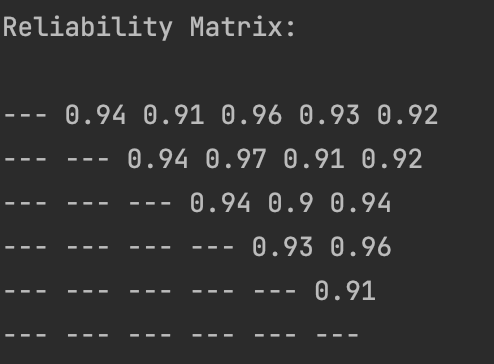 Reliability Matrix:
--- 0.94 0.91 0.96 0.93 0.92
--- --- 0.94 0.97 0.91 0.92
--- --- --- 0.94 0.9 0.94
--- --- --- --- 0.93 0.96
--- --- --- --- --- 0.91
--- --- --- --- --- ---